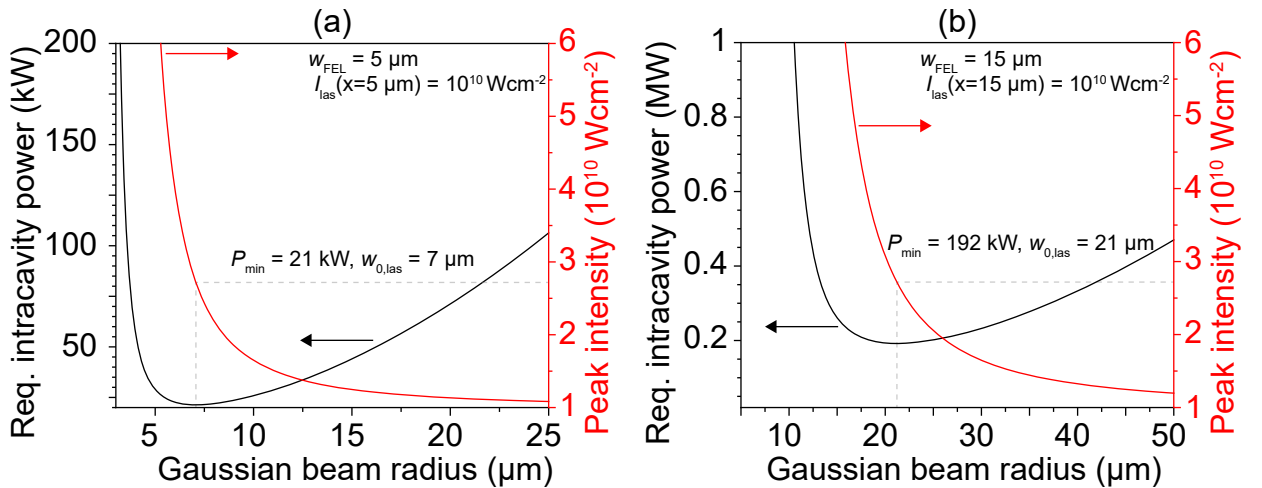 (a)
Req. intracavity power (kW)
200
150
100
50
w_FEL = 5 μm
I_las(x=5 μm) = 10^10 Wcm^-2
P_min = 21 kW, w_0,las = 7 μm
6
5
4
3
2
1
Peak intensity (10^10 Wcm^-2)
5 10 15 20 25
Gaussian beam radius (μm)
(b)
Req. intracavity power (MW)
1
0.8
0.6
0.4
0.2
w_FEL = 15 μm
I_las(x=15 μm) = 10^10 Wcm^-2
P_min = 192 kW, w_0,las = 21 μm
6
5
4
3
2
1
Peak intensity (10^10 Wcm^-2)
10 20 30 40 50
Gaussian beam radius (μm)